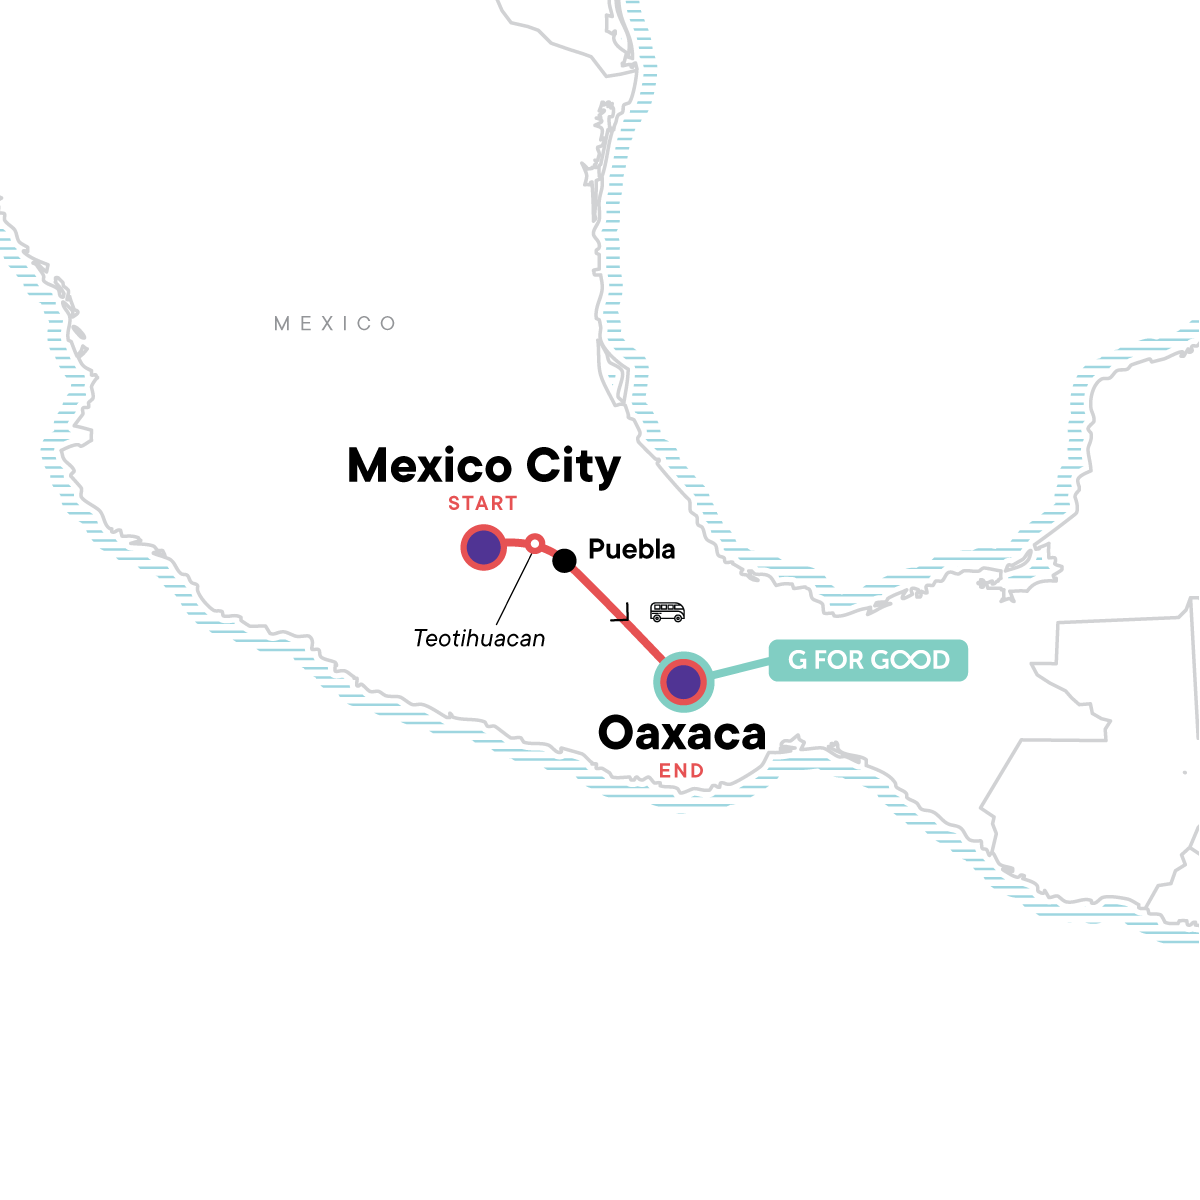 MEXICO
Mexico City
START
Puebla
Teotihuacan
G FOR GOOD
Oaxaca
END